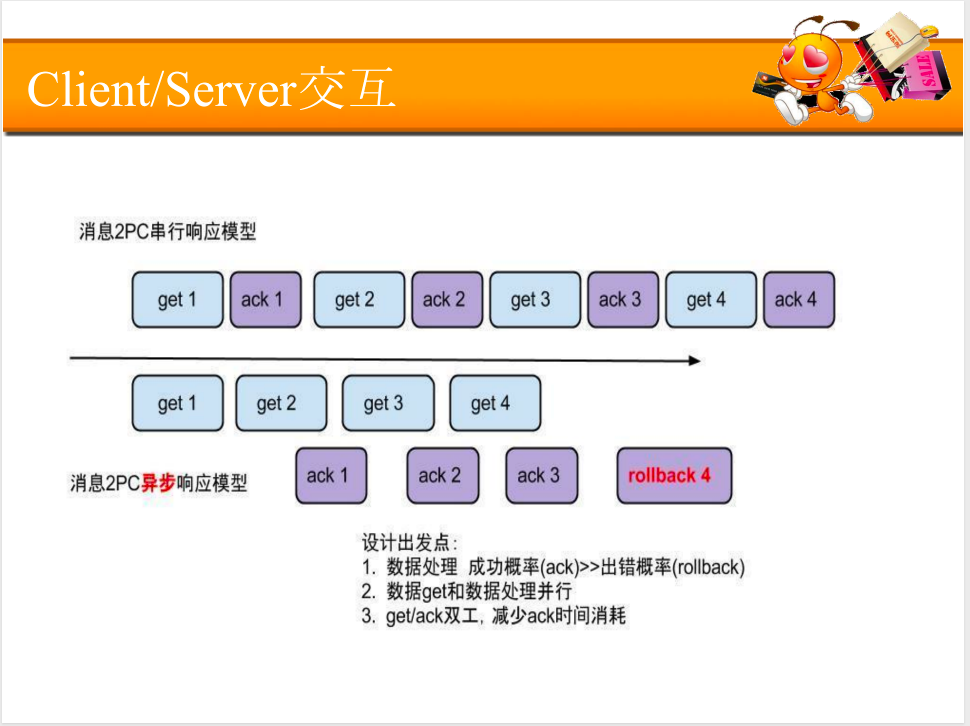 Client/Server交互
SALE
消息2PC串行响应模型
get 1
ack 1
get 2
ack 2
get 3
ack 3
get 4
ack 4
get 1
get 2
get 3
get 4
消息2PC异步响应模型
ack 1
ack 2
ack 3
rollback 4
设计出发点:
1. 数据处理 成功概率(ack)>>出错概率(rollback)
2. 数据get和数据处理并行
3. get/ack双工, 减少ack时间消耗